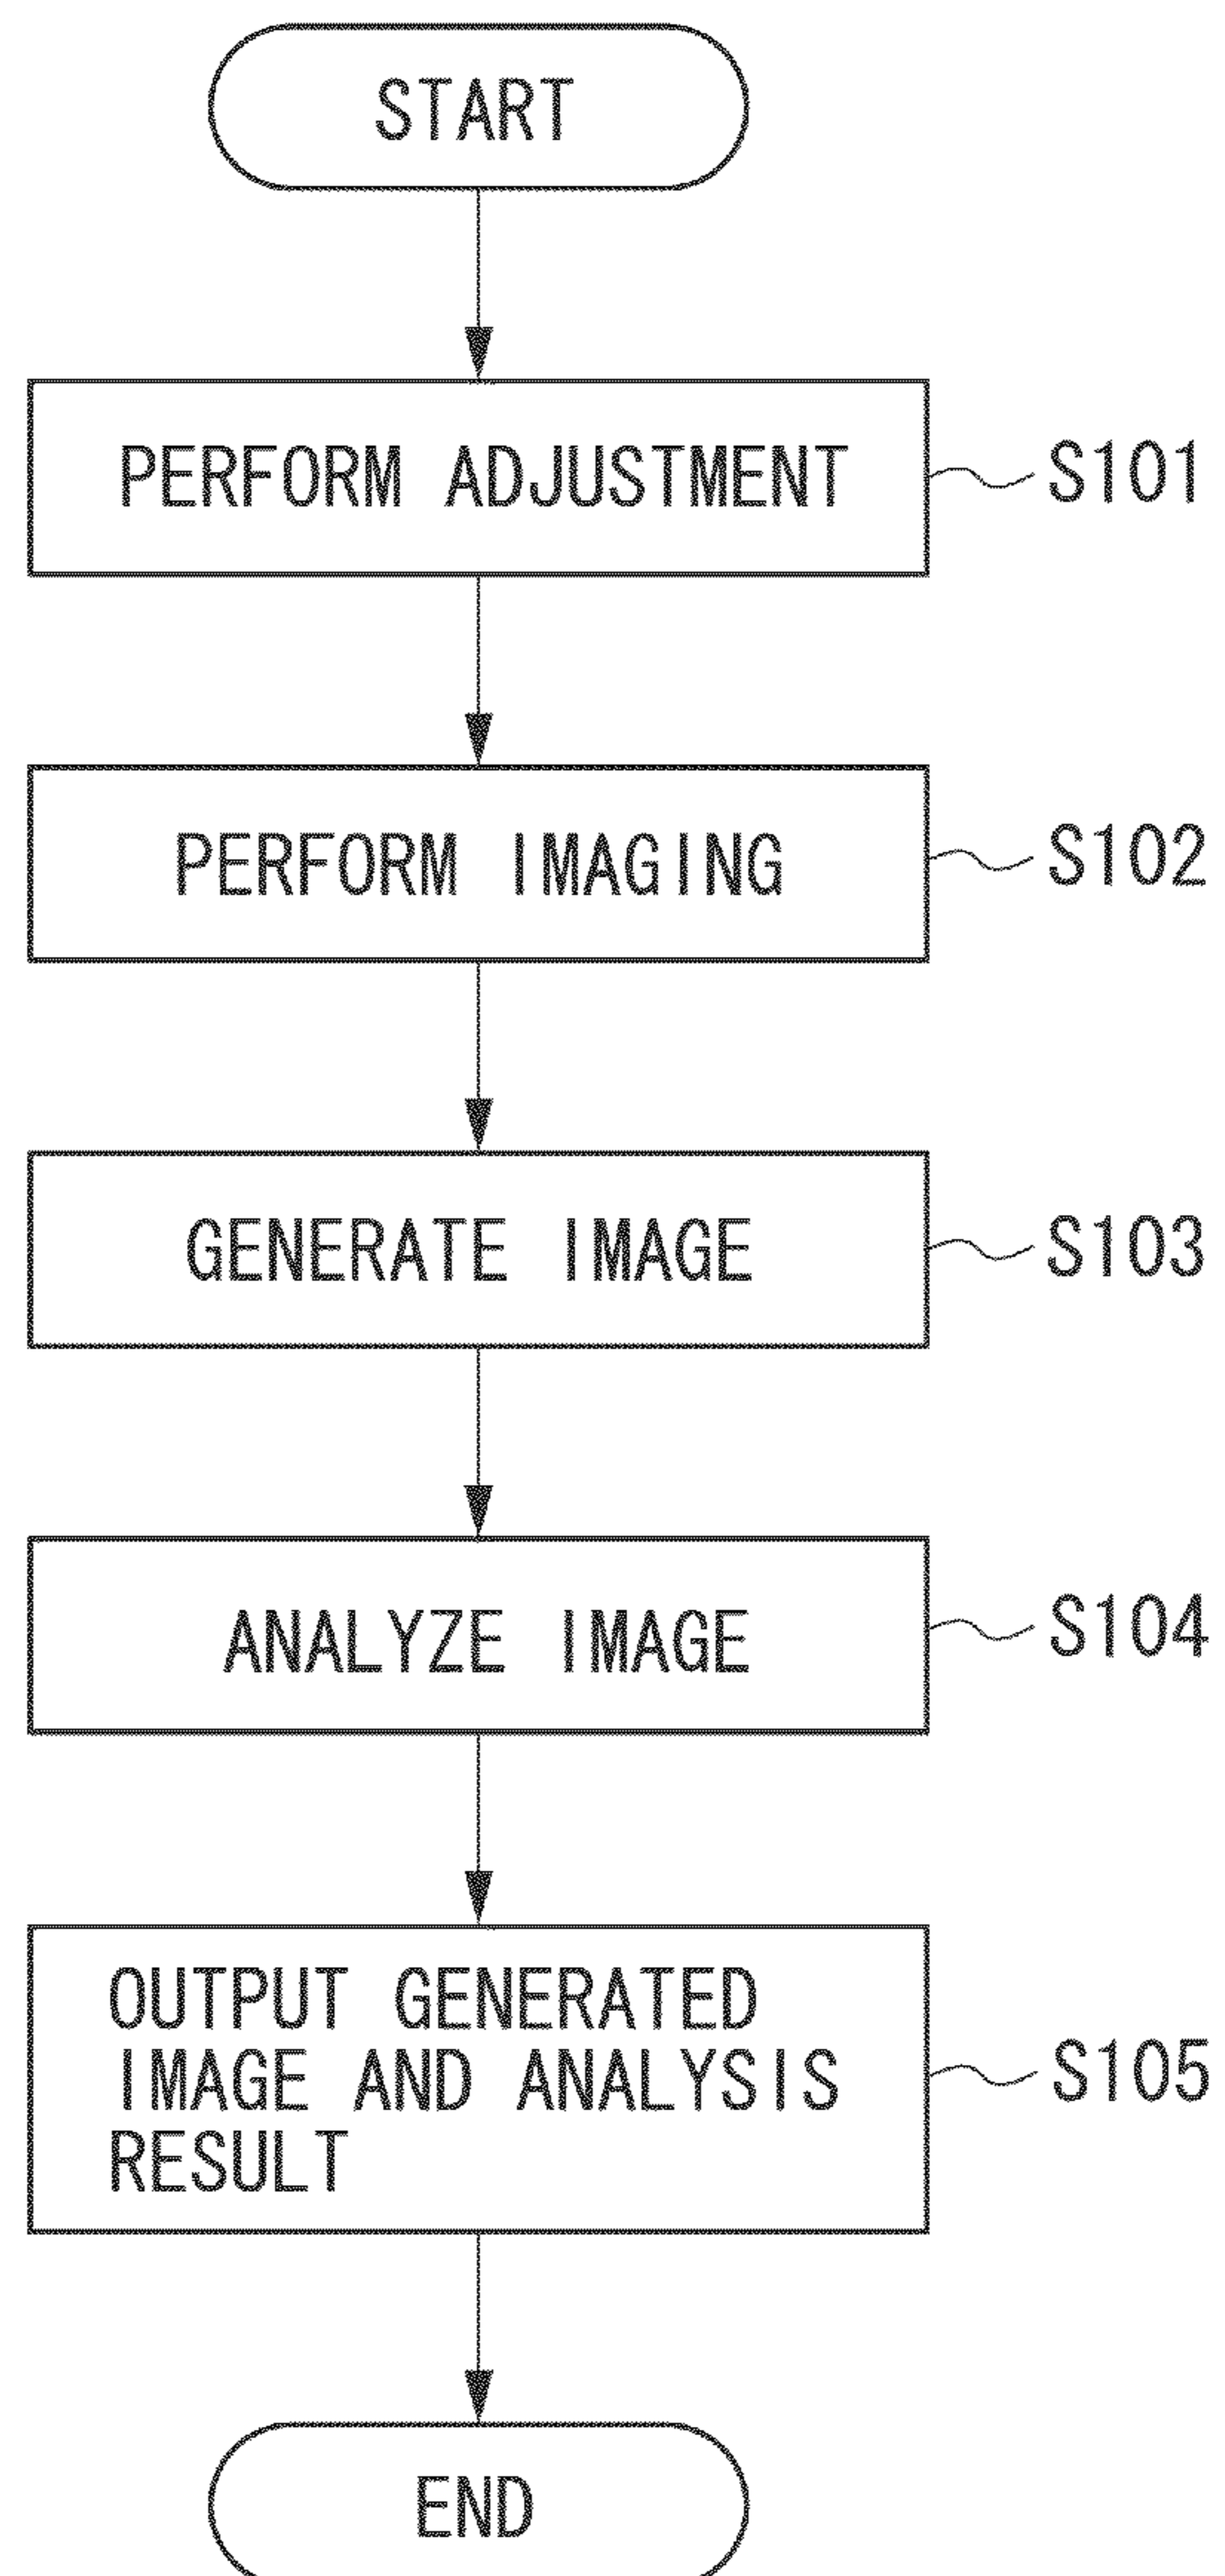 START
PERFORM ADJUSTMENT
S101
PERFORM IMAGING
S102
GENERATE IMAGE
S103
ANALYZE IMAGE
S104
OUTPUT GENERATED
IMAGE AND ANALYSIS
RESULT
S105
END